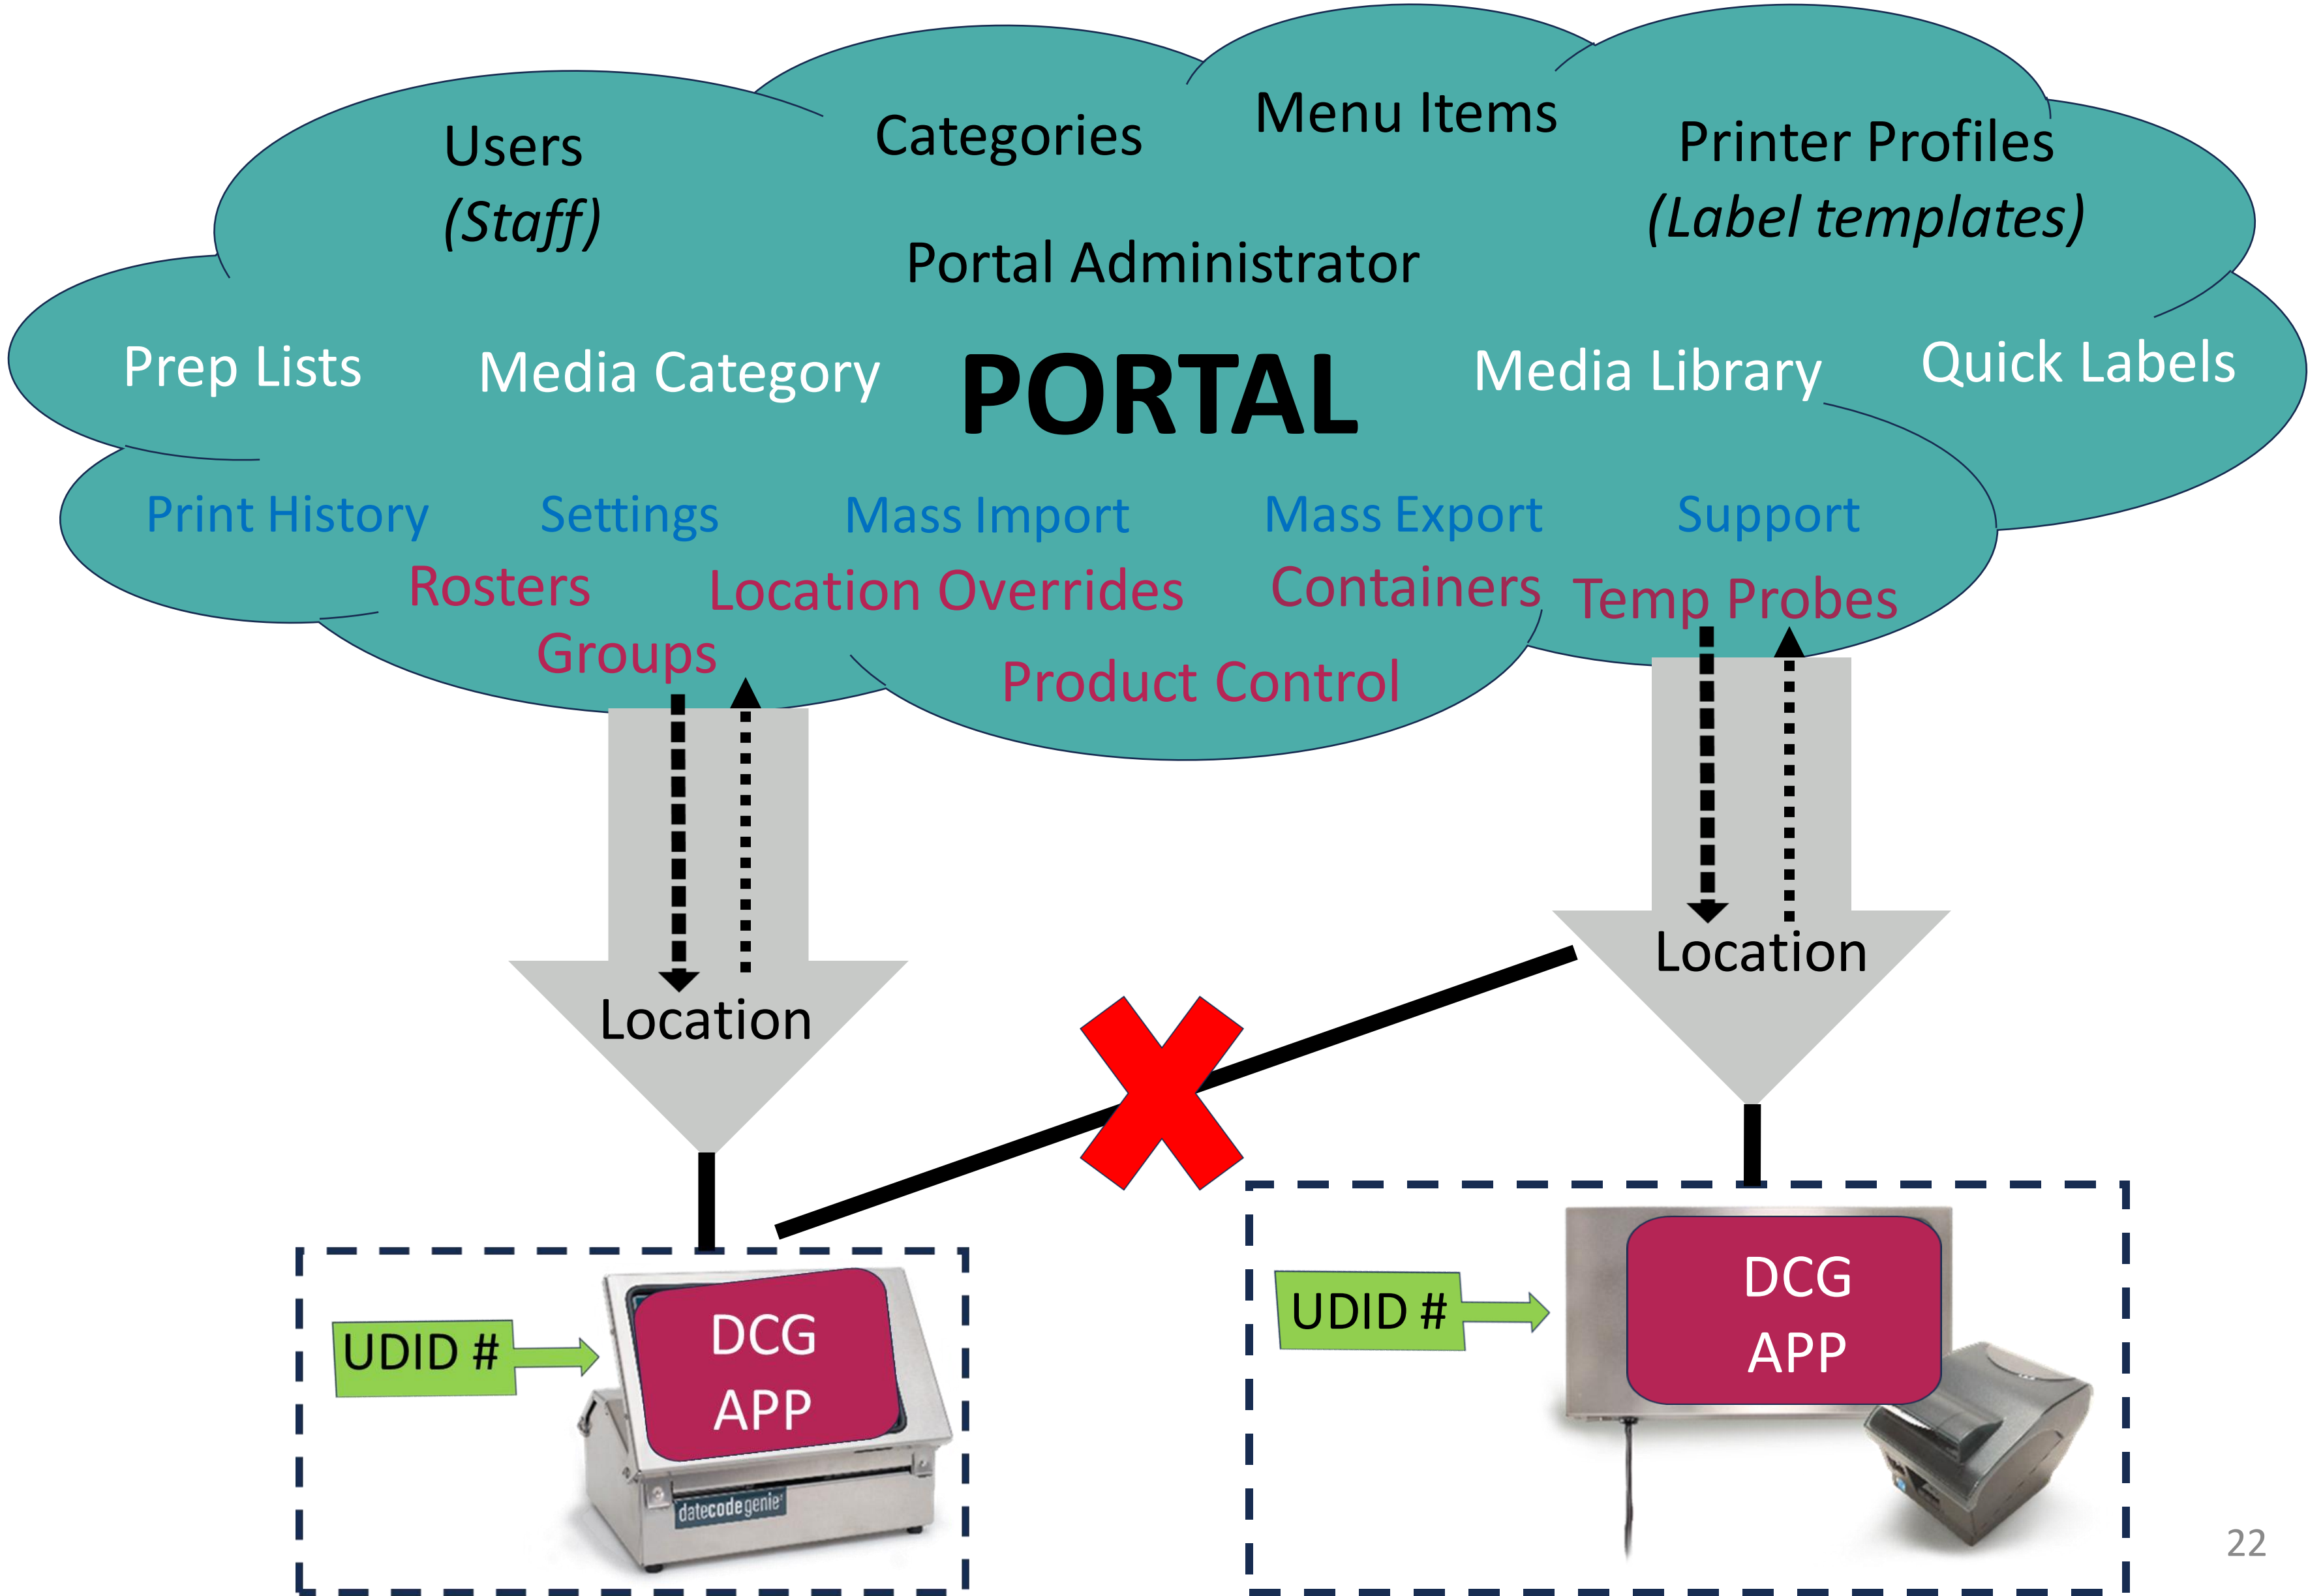 Users
(Staff)
Categories
Menu Items
Printer Profiles
(Label templates)
Portal Administrator
Prep Lists
Media Category
PORTAL
Media Library
Quick Labels
Print History
Settings
Mass Import
Mass Export
Support
Rosters
Location Overrides
Containers
Temp Probes
Groups
Product Control
Location
Location
UDID #
DCG
APP
datecodegenie
UDID #
DCG
APP
22